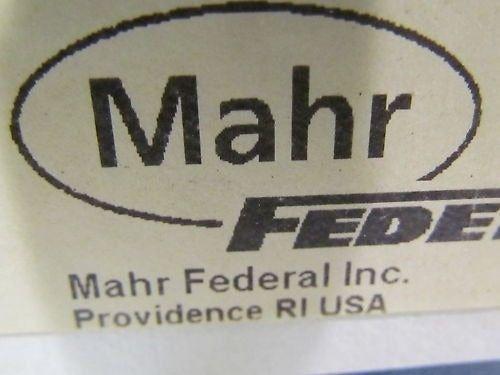 Mahr
FEDE
Mahr Federal Inc.
Providence RI USA